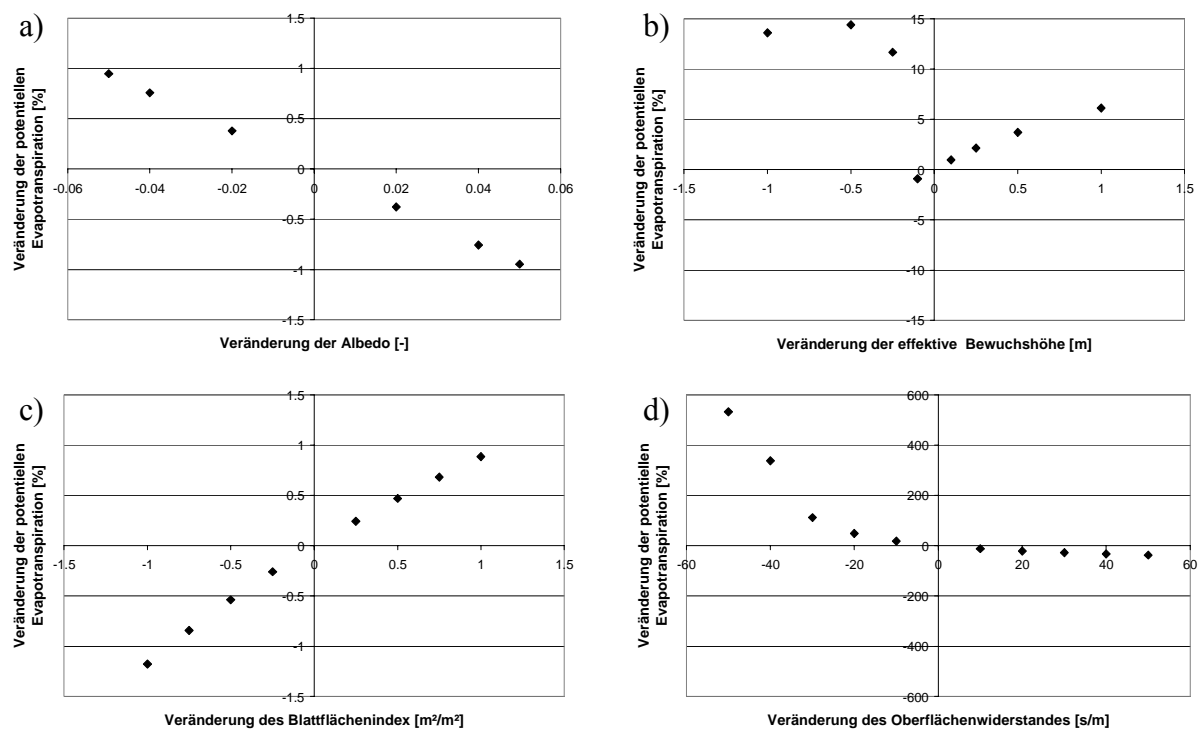 a)
Veränderung der potentiellen
Evapotranspiration [%]
1.5
1
0.5
0
-0.5
-1
-1.5
-0.06 -0.04 -0.02 0 0.02 0.04 0.06
Veränderung der Albedo [-]
b)
Veränderung der potentiellen
Evapotranspiration [%]
15
10
5
0
-5
-10
-15
-1.5 -1 -0.5 0 0.5 1 1.5
Veränderung der effektive Bewuchshöhe [m]
c)
Veränderung der potentiellen
Evapotranspiration [%]
1.5
1
0.5
0
-0.5
-1
-1.5
-1.5 -1 -0.5 0 0.5 1 1.5
Veränderung des Blattflächenindex [m²/m²]
d)
Veränderung der potentiellen
Evapotranspiration [%]
600
400
200
0
-200
-400
-600
-60 -40 -20 0 20 40 60
Veränderung des Oberflächenwiderstandes [s/m]